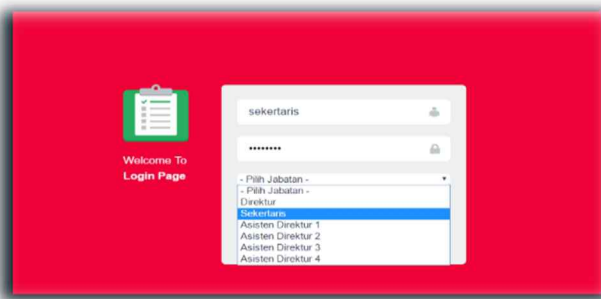 sekertaris
••••••••
Welcome To
Login Page
- Pilih Jabatan -
- Pilih Jabatan -
Direktur
Sekertaris
Asisten Direktur 1
Asisten Direktur 2
Asisten Direktur 3
Asisten Direktur 4